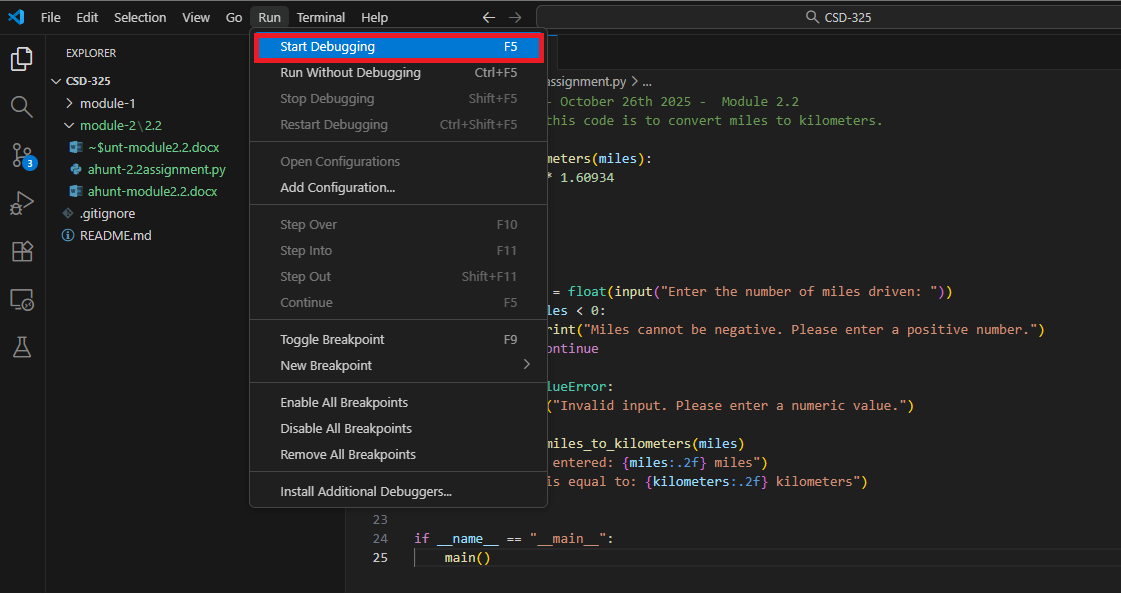 File Edit Selection View Go Run Terminal Help CSD-325
EXPLORER
CSD-325
module-1
module-2\2.2
~$unt-module2.2.docx
ahunt-2.2assignment.py
ahunt-module2.2.docx
.gitignore
README.md
3
Start Debugging F5
Run Without Debugging Ctrl+F5
Stop Debugging Shift+F5
Restart Debugging Ctrl+Shift+F5
Open Configurations
Add Configuration...
Step Over F10
Step Into F11
Step Out Shift+F11
Continue F5
Toggle Breakpoint F9
New Breakpoint
Enable All Breakpoints
Disable All Breakpoints
Remove All Breakpoints
Install Additional Debuggers...
assignment.py > ...
- October 26th 2025 -  Module 2.2
this code is to convert miles to kilometers.
meters(miles):
* 1.60934
= float(input("Enter the number of miles driven: "))
les < 0:
rint("Miles cannot be negative. Please enter a positive number.")
ontinue
lueError:
("Invalid input. Please enter a numeric value.")
miles_to_kilometers(miles)
entered: {miles:.2f} miles")
is equal to: {kilometers:.2f} kilometers")
23
24 if __name__ == "__main__":
25 main()